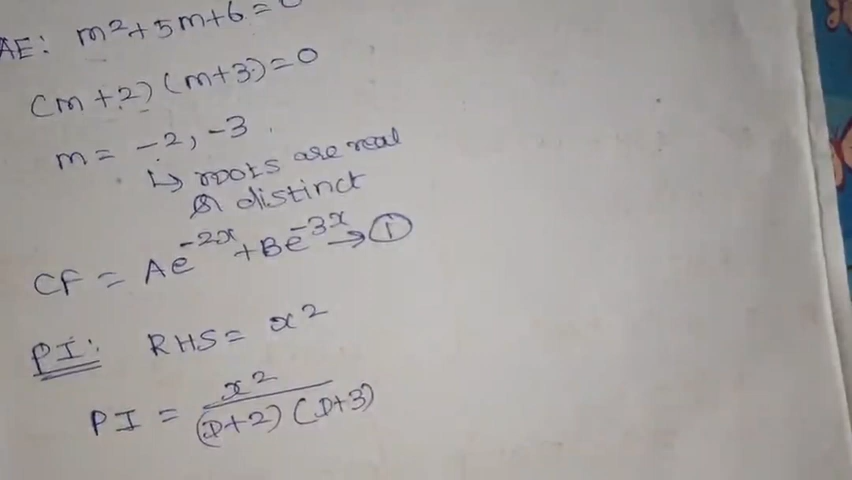 AE: m²+5m+6=0
(m+2)(m+3)=0
m = -2, -3.
↳ roots are real
& distinct
CF = Ae^-2x + Be^-3x → ①
PI: RHS = x²
PI = x² / (D+2)(D+3)